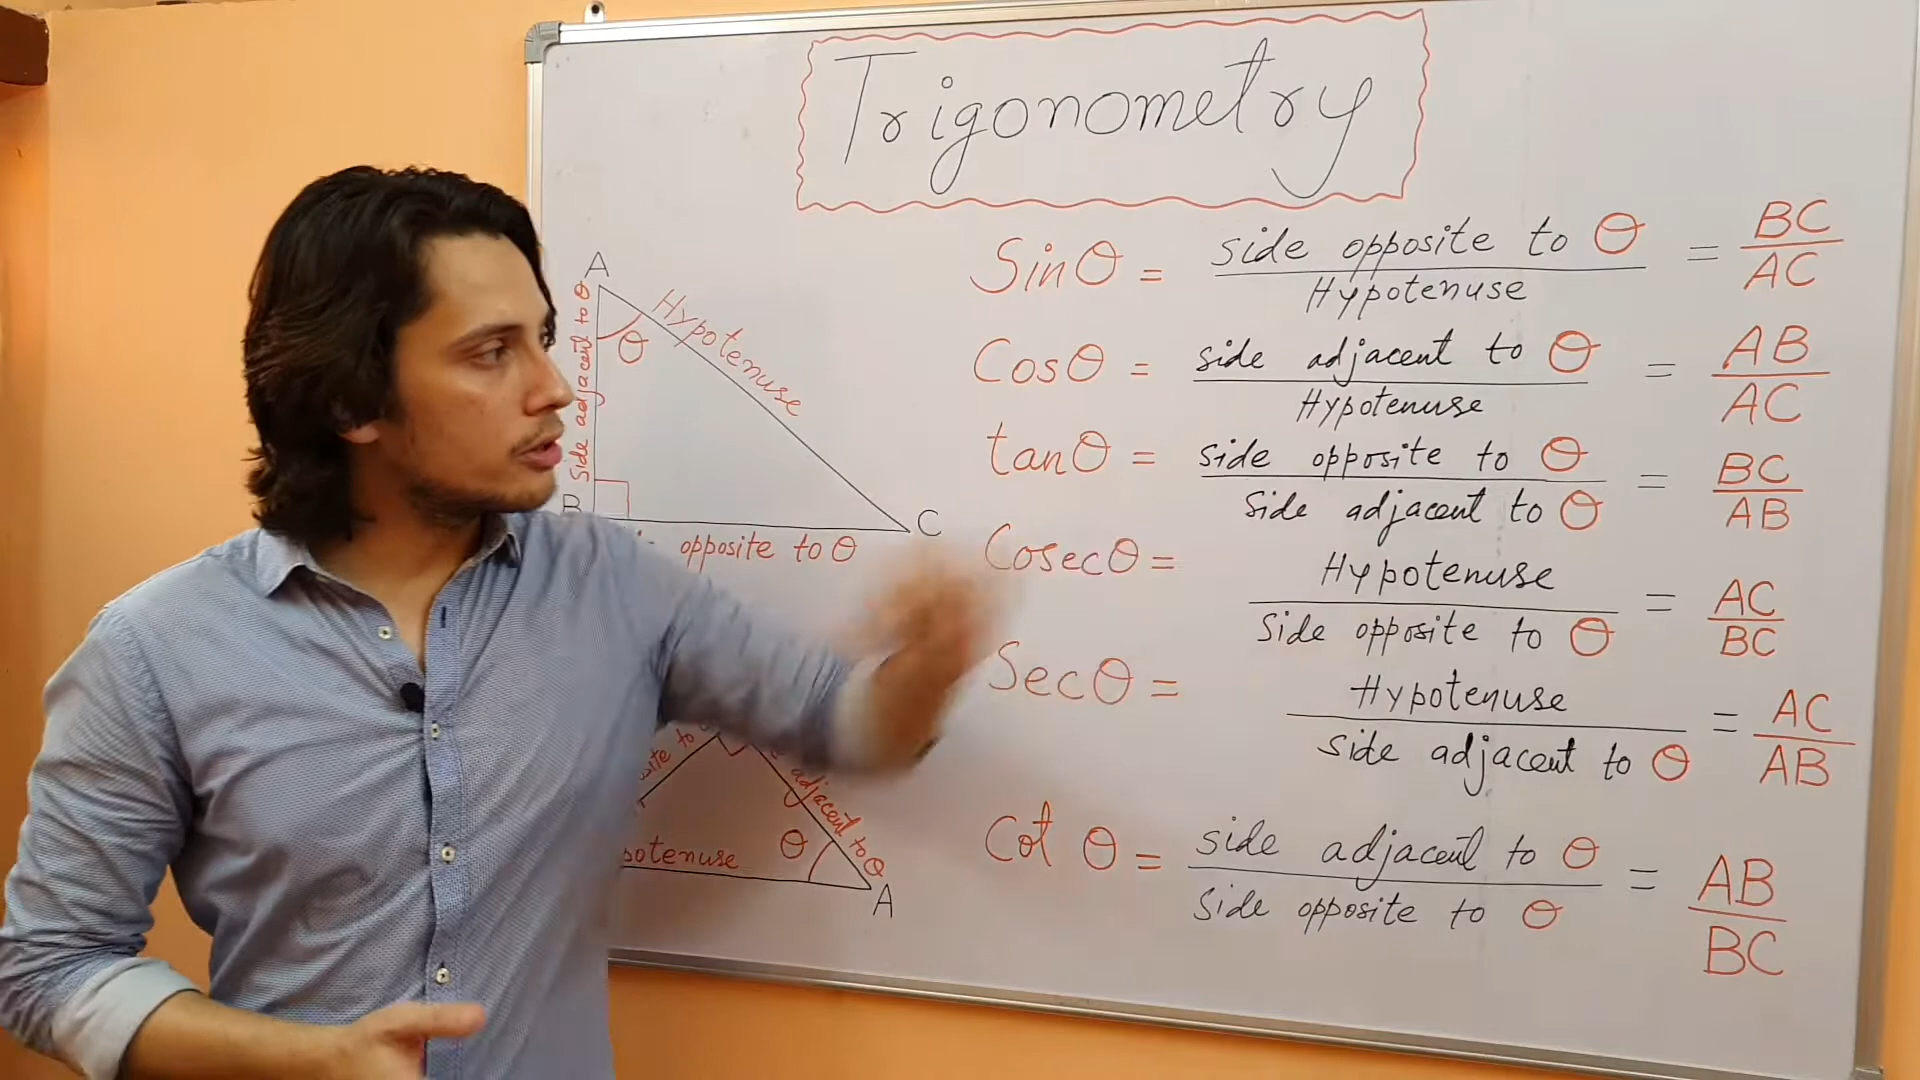 Trigonometry
A
Side adjacent to θ
θ
Hypotenuse
B
C
opposite to θ
to
adjacent to θ
θ
A
Sinθ = side opposite to θ / Hypotenuse = BC / AC
Cosθ = side adjacent to θ / Hypotenuse = AB / AC
tanθ = side opposite to θ / Side adjacent to θ = BC / AB
Cosecθ = Hypotenuse / Side opposite to θ = AC / BC
Secθ = Hypotenuse / Side adjacent to θ = AC / AB
Cot θ = side adjacent to θ / Side opposite to θ = AB / BC